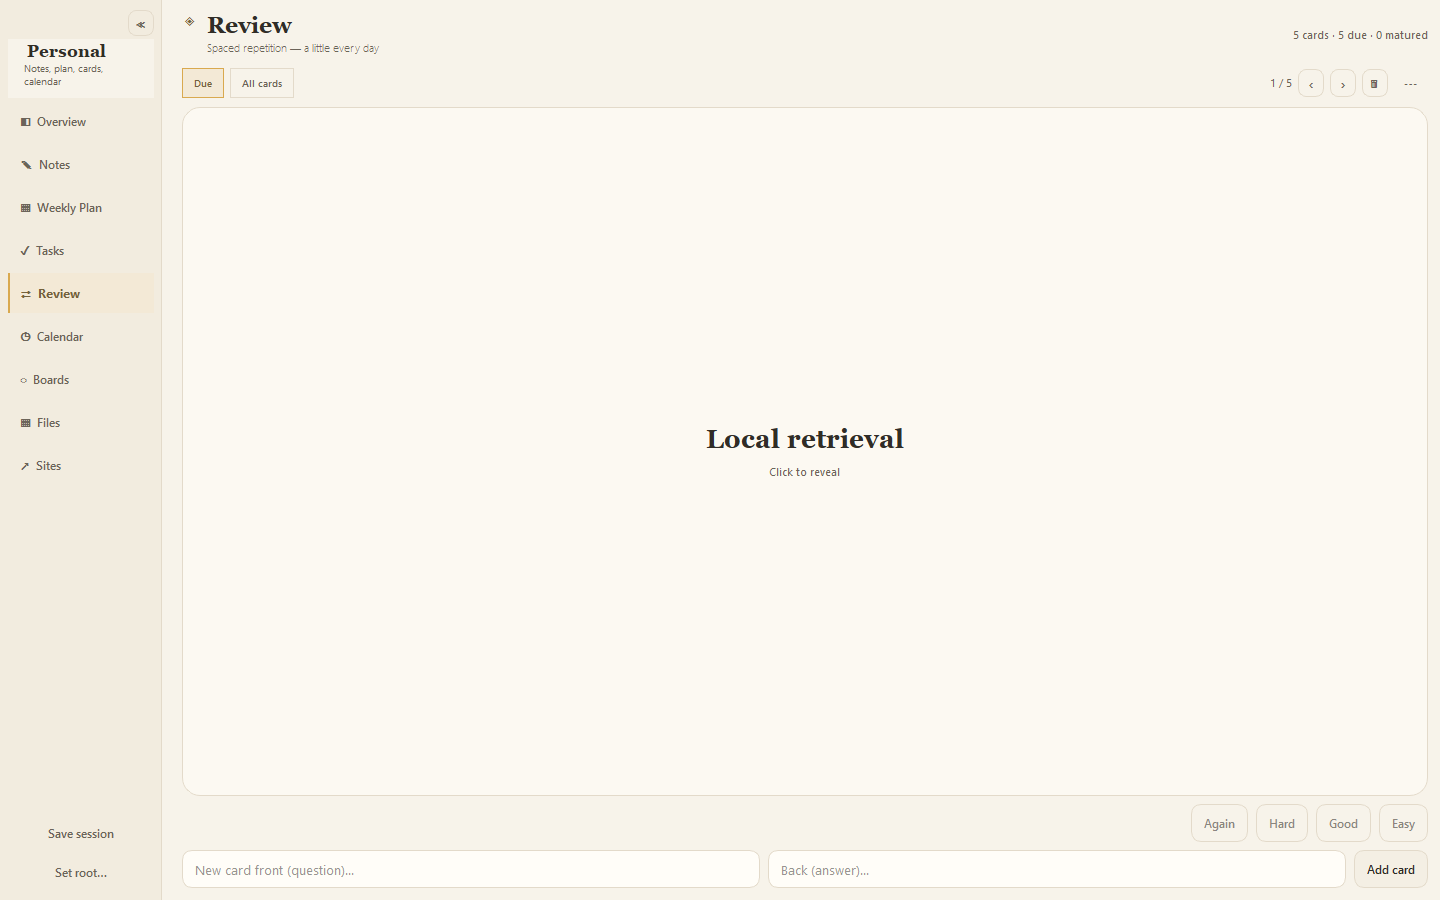 Personal
Notes, plan, cards,
calendar
Overview
Notes
Weekly Plan
Tasks
Review
Calendar
Boards
Files
Sites
Save session
Set root...
Review
Spaced repetition — a little every day
5 cards · 5 due · 0 matured
Due
All cards
1 / 5
---
Local retrieval
Click to reveal
Again
Hard
Good
Easy
New card front (question)...
Back (answer)...
Add card